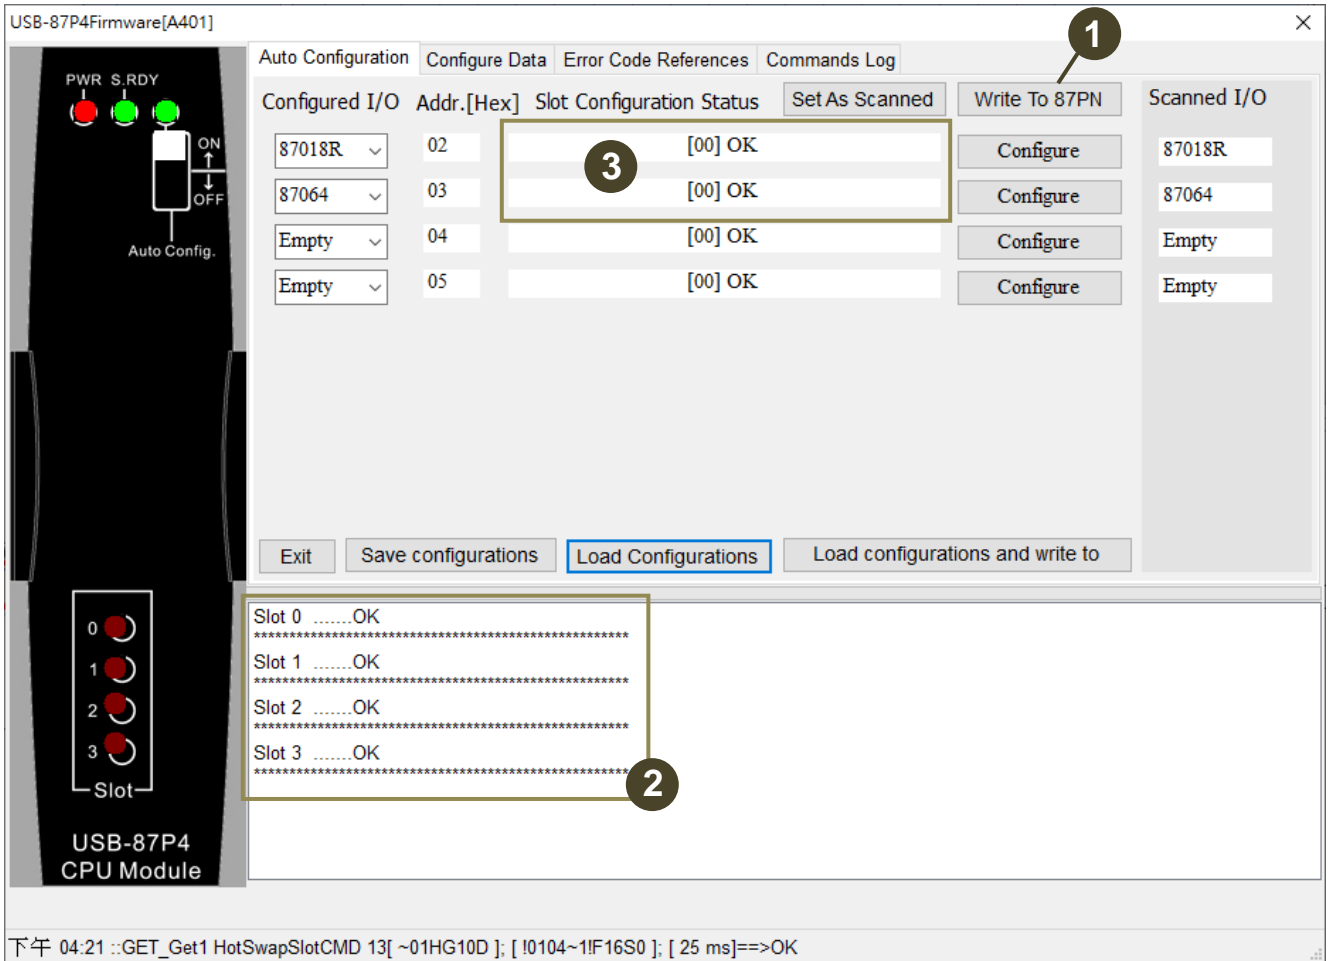 USB-87P4Firmware[A401]
1
Auto Configuration Configure Data Error Code References Commands Log
PWR S.RDY
Configured I/O Addr.[Hex] Slot Configuration Status Set As Scanned Write To 87PN Scanned I/O
ON
OFF
Auto Config.
87018R 02 [00] OK Configure 87018R
3
87064 03 [00] OK Configure 87064
Empty 04 [00] OK Configure Empty
Empty 05 [00] OK Configure Empty
Exit Save configurations Load Configurations Load configurations and write to
Slot 0 .......OK
*****************************************************
Slot 1 .......OK
*****************************************************
Slot 2 .......OK
*****************************************************
Slot 3 .......OK
*****************************************************
2
0
1
2
3
Slot
USB-87P4
CPU Module
下午 04:21 ::GET_Get1 HotSwapSlotCMD 13[ ~01HG10D ]; [ !0104~1!F16S0 ]; [ 25 ms]==>OK